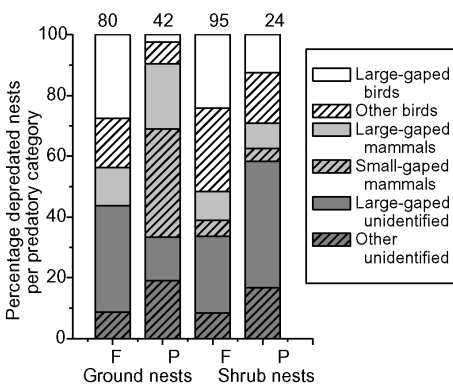 80 42 95 24
100
80
60
40
20
0
Percentage depredated nests
per predatory category
F P F P
Ground nests Shrub nests
Large-gaped
birds
Other birds
Large-gaped
mammals
Small-gaped
mammals
Large-gaped
unidentified
Other
unidentified